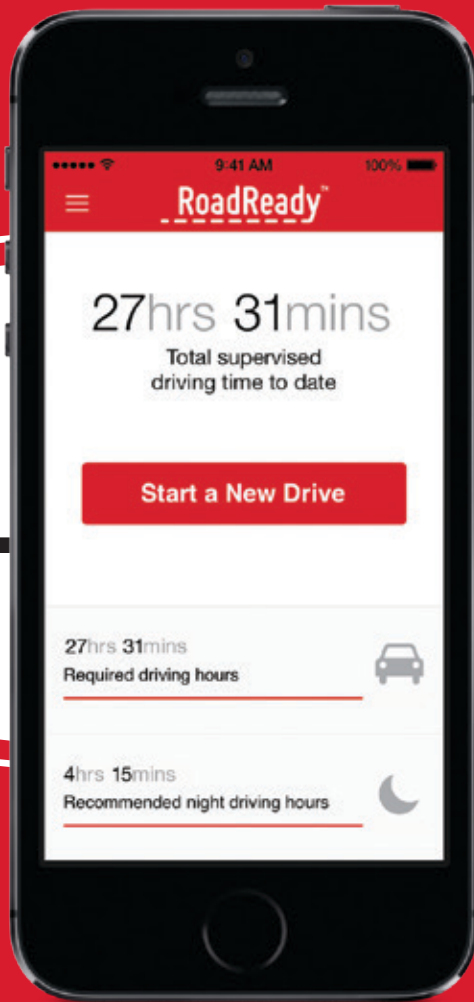 9:41 AM
100%
RoadReady™
27hrs 31mins
Total supervised
driving time to date
Start a New Drive
27hrs 31mins
Required driving hours
4hrs 15mins
Recommended night driving hours